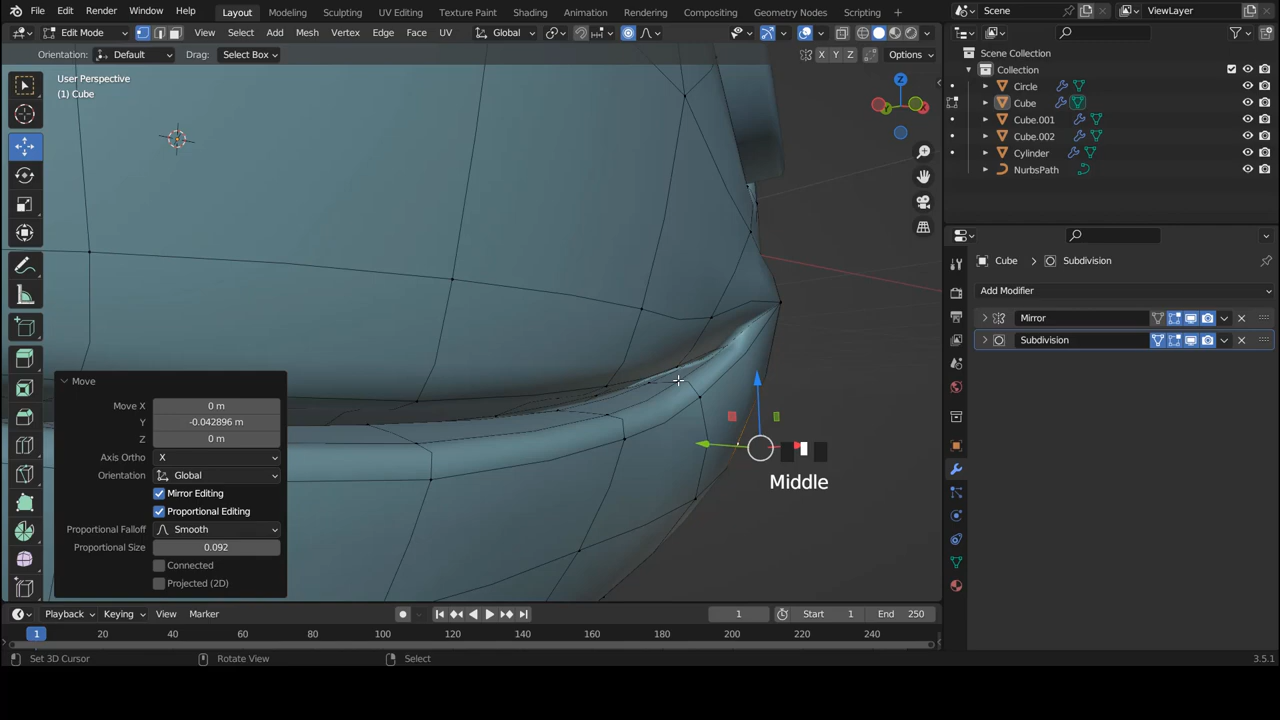 File Edit Render Window Help Layout Modeling Sculpting UV Editing Texture Paint Shading Animation Rendering Compositing Geometry Nodes Scripting + Scene ViewLayer
Edit Mode View Select Add Mesh Vertex Edge Face UV Global
Orientation: Default Drag: Select Box X Y Z Options
User Perspective
(1) Cube
Z
Y X
Scene Collection
Collection
Circle
Cube
Cube.001
Cube.002
Cylinder
NurbsPath
Cube > Subdivision
Add Modifier
Mirror
Subdivision
Move
Move X 0 m
Y -0.042896 m
Z 0 m
Axis Ortho X
Orientation Global
Mirror Editing
Proportional Editing
Proportional Falloff Smooth
Proportional Size 0.092
Connected
Projected (2D)
Middle
Playback Keying View Marker 1 Start 1 End 250
1 20 40 60 80 100 120 140 160 180 200 220 240
Set 3D Cursor Rotate View Select 3.5.1